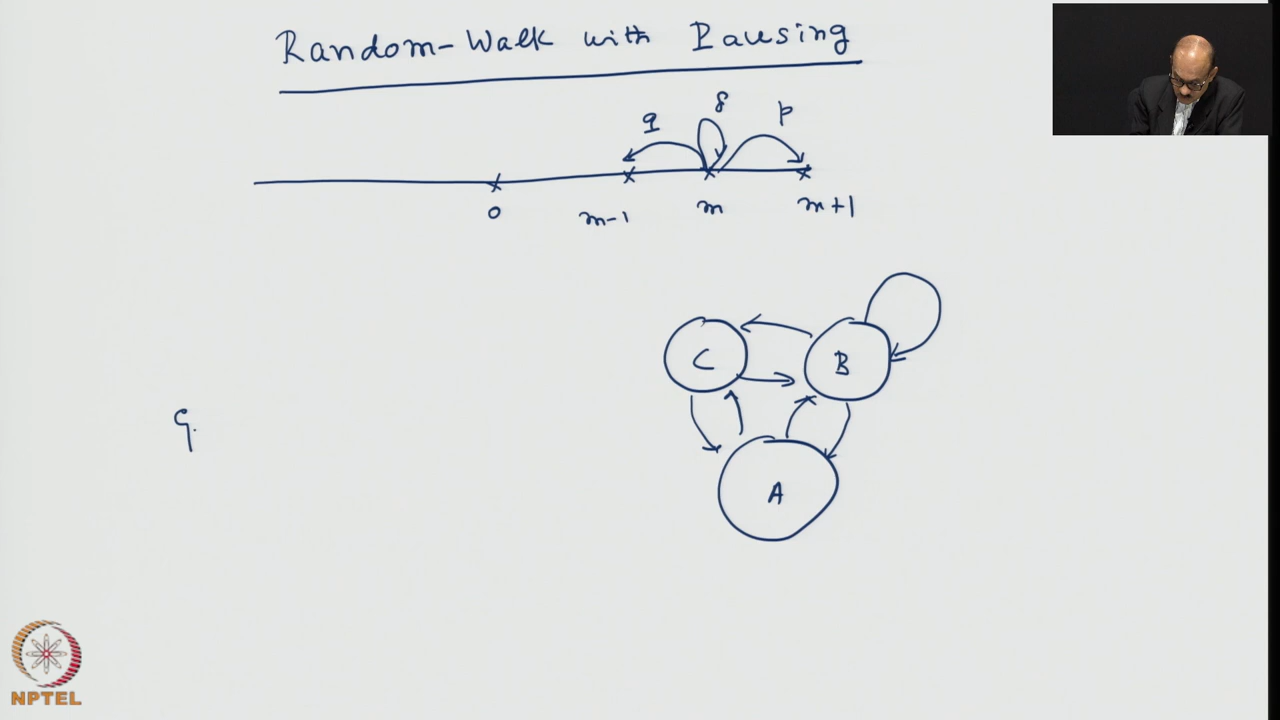 Random-Walk with Pausing
q δ p
0 m-1 m m+1
C B
A
q.
NPTEL